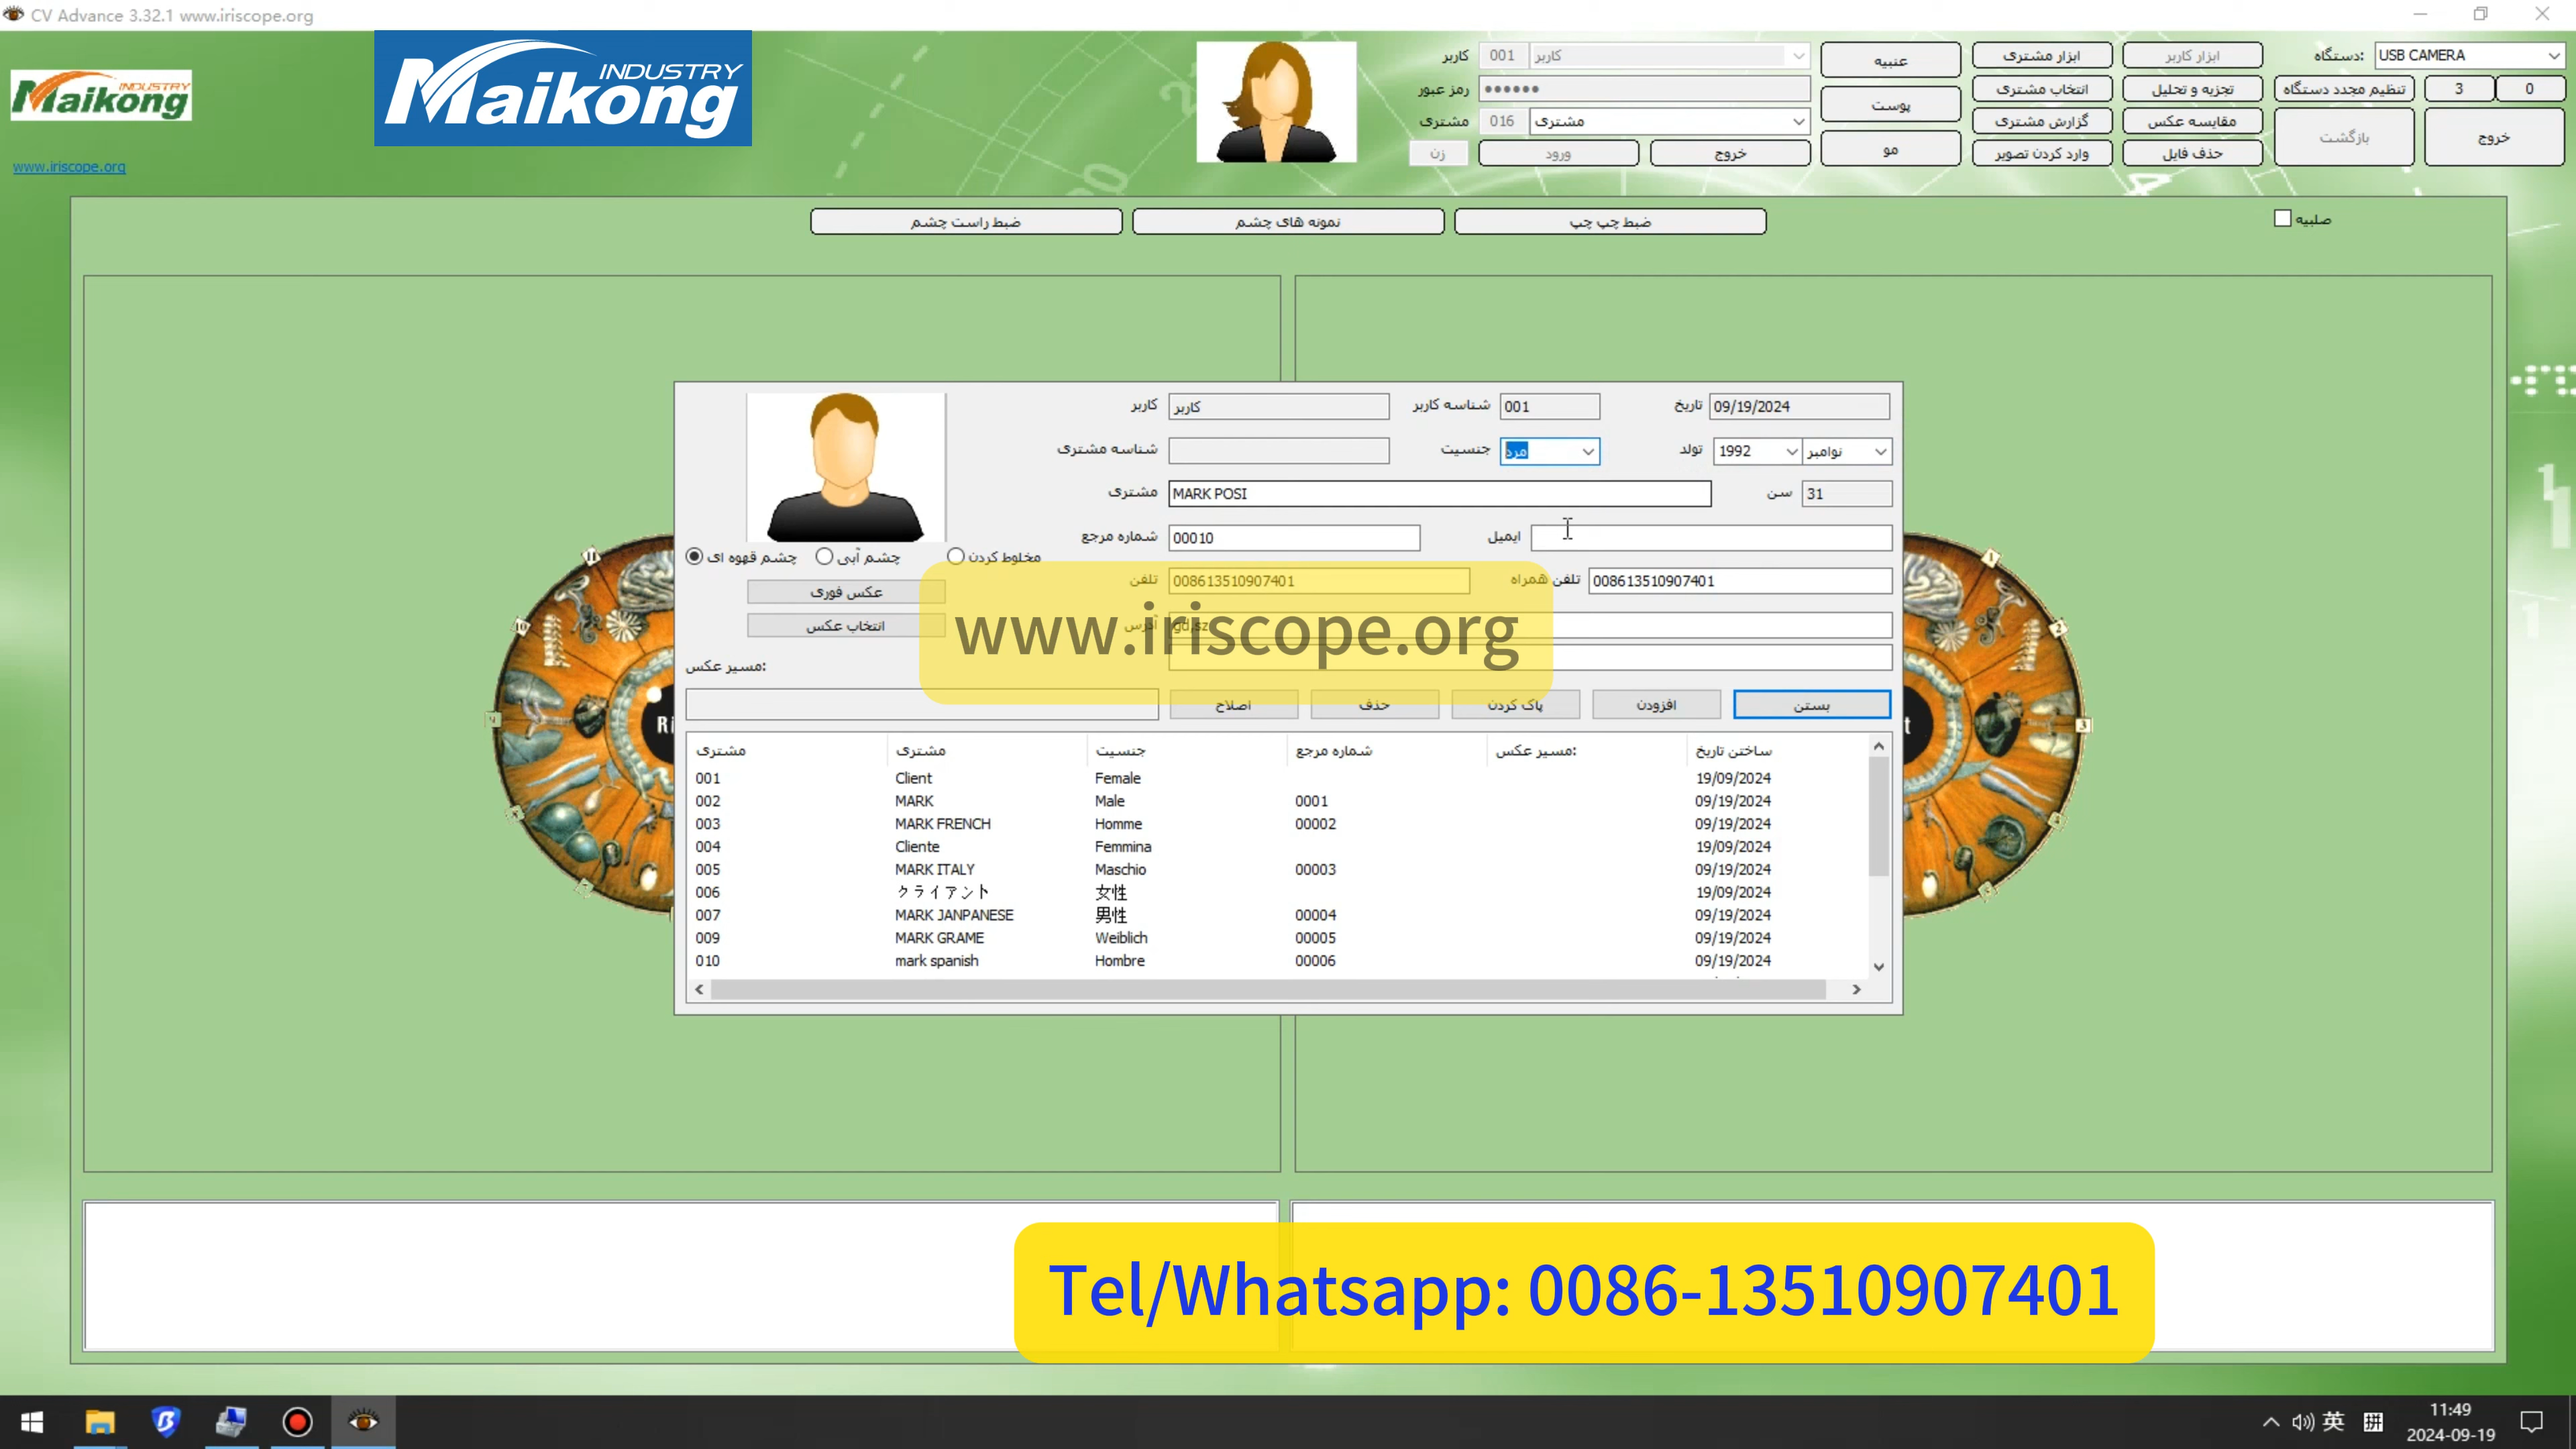 CV Advance 3.32.1 www.iriscope.org
Maikong INDUSTRY
www.iriscope.org
Maikong INDUSTRY
کاربر 001 کاربر
رمز عبور ●●●●●●
مشتری 016 مشتری
زن ورود خروج
عنبیه
پوست
مو
ابزار مشتری
انتخاب مشتری
گزارش مشتری
وارد کردن تصویر
ابزار کاربر
تجزیه و تحلیل
مقایسه عکس
حذف فایل
دستگاه: USB CAMERA
تنظیم مجدد دستگاه 3 0
بازگشت خروج
ضبط راست چشم نمونه های چشم ضبط چپ چپ صلبیه
کاربر کاربر شناسه کاربر 001 تاریخ 09/19/2024
شناسه مشتری جنسیت مرد تولد 1992 نوامبر
مشتری MARK POSI سن 31
شماره مرجع 00010 ایمیل
چشم قهوه ای چشم آبی مخلوط کردن
تلفن 008613510907401 تلفن همراه 008613510907401
عکس فوری
انتخاب عکس
آدرس
www.iriscope.org
مسیر عکس:
اصلاح حذف پاک کردن افزودن بستن
مشتری مشتری جنسیت شماره مرجع مسیر عکس: ساختن تاریخ
001 Client Female 19/09/2024
002 MARK Male 0001 09/19/2024
003 MARK FRENCH Homme 00002 09/19/2024
004 Cliente Femmina 19/09/2024
005 MARK ITALY Maschio 00003 09/19/2024
006 クライアント 女性 19/09/2024
007 MARK JANPANESE 男性 00004 09/19/2024
009 MARK GRAME Weiblich 00005 09/19/2024
010 mark spanish Hombre 00006 09/19/2024
Tel/Whatsapp: 0086-13510907401
英 拼
11:49
2024-09-19